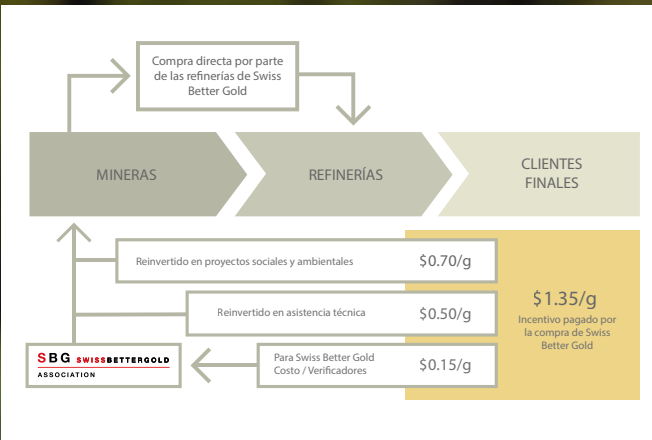 Compra directa por parte
de las refinerías de Swiss
Better Gold
MINERAS
REFINERÍAS
CLIENTES
FINALES
Reinvertido en proyectos sociales y ambientales
$0.70/g
Reinvertido en asistencia técnica
$0.50/g
Para Swiss Better Gold
Costo / Verificadores
$0.15/g
$1.35/g
Incentivo pagado por
la compra de Swiss
Better Gold
SBG SWISSBETTERGOLD
ASSOCIATION